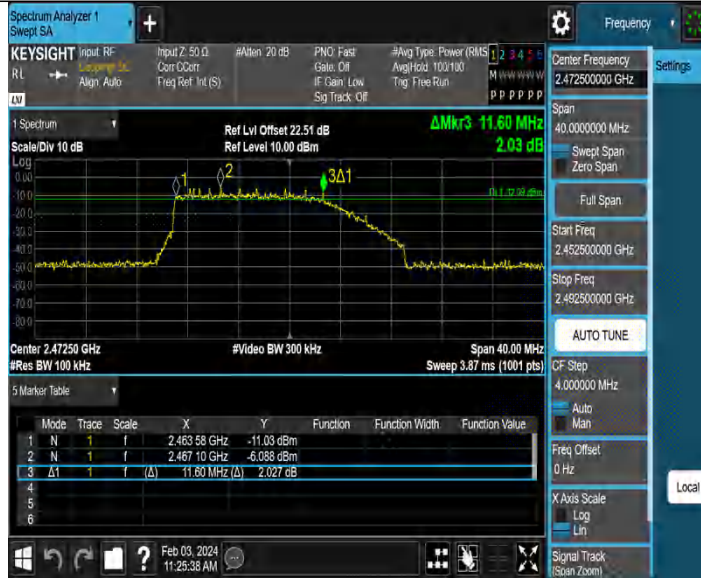 Spectrum Analyzer 1
Swept SA
+
Frequency
KEYSIGHT
RL
Input: RF
Align: Auto
Input Z: 50 Ω
Corr CCorr
Freq Ref: Int (S)
#Atten: 20 dB
PNO: Fast
Gate: Off
IF Gain: Low
Sig Track: Off
#Avg Type: Power (RMS
Avg|Hold: 100/100
Trig: Free Run
1 2 3 4 5 6
M W W W W W
P P P P P P
LXI
1 Spectrum
Scale/Div 10 dB
Ref Lvl Offset 22.51 dB
Ref Level 10.00 dBm
ΔMkr3 11.60 MHz
2.03 dB
Log
0.00
-10.0
-20.0
-30.0
-40.0
-50.0
-60.0
-70.0
-80.0
1
2
3Δ1
Center 2.47250 GHz
#Res BW 100 kHz
#Video BW 300 kHz
Span 40.00 MHz
Sweep 3.87 ms (1001 pts)
5 Marker Table
Mode Trace Scale X Y Function Function Width Function Value
1 N 1 f 2.463 58 GHz -11.03 dBm
2 N 1 f 2.467 10 GHz -6.088 dBm
3 Δ1 1 f (Δ) 11.60 MHz (Δ) 2.027 dB
4
5
6
Feb 03, 2024
11:25:38 AM
Center Frequency
2.472500000 GHz
Settings
Span
40.0000000 MHz
Swept Span
Zero Span
Full Span
Start Freq
2.452500000 GHz
Stop Freq
2.492500000 GHz
AUTO TUNE
CF Step
4.000000 MHz
Auto
Man
Freq Offset
0 Hz
X Axis Scale
Log
Lin
Local
Signal Track
(Span Zoom)